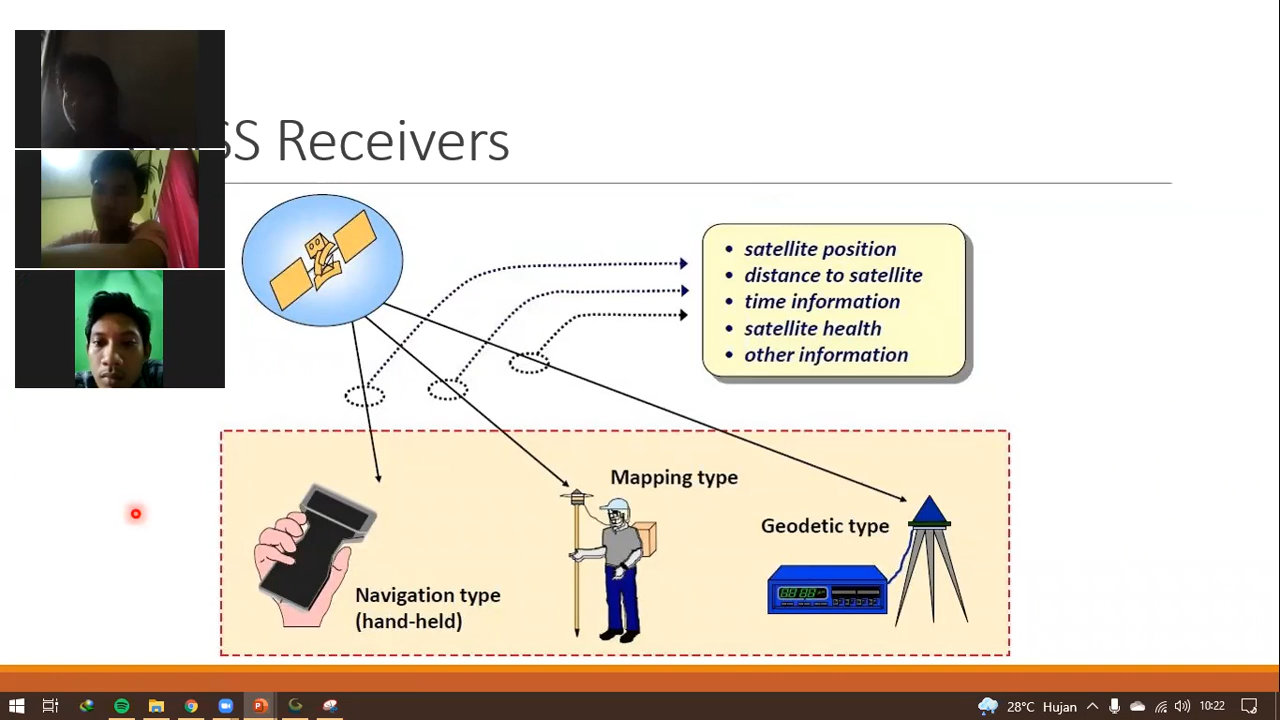 SS Receivers
• satellite position
• distance to satellite
• time information
• satellite health
• other information
Mapping type
Geodetic type
Navigation type
(hand-held)
28°C Hujan
10:22